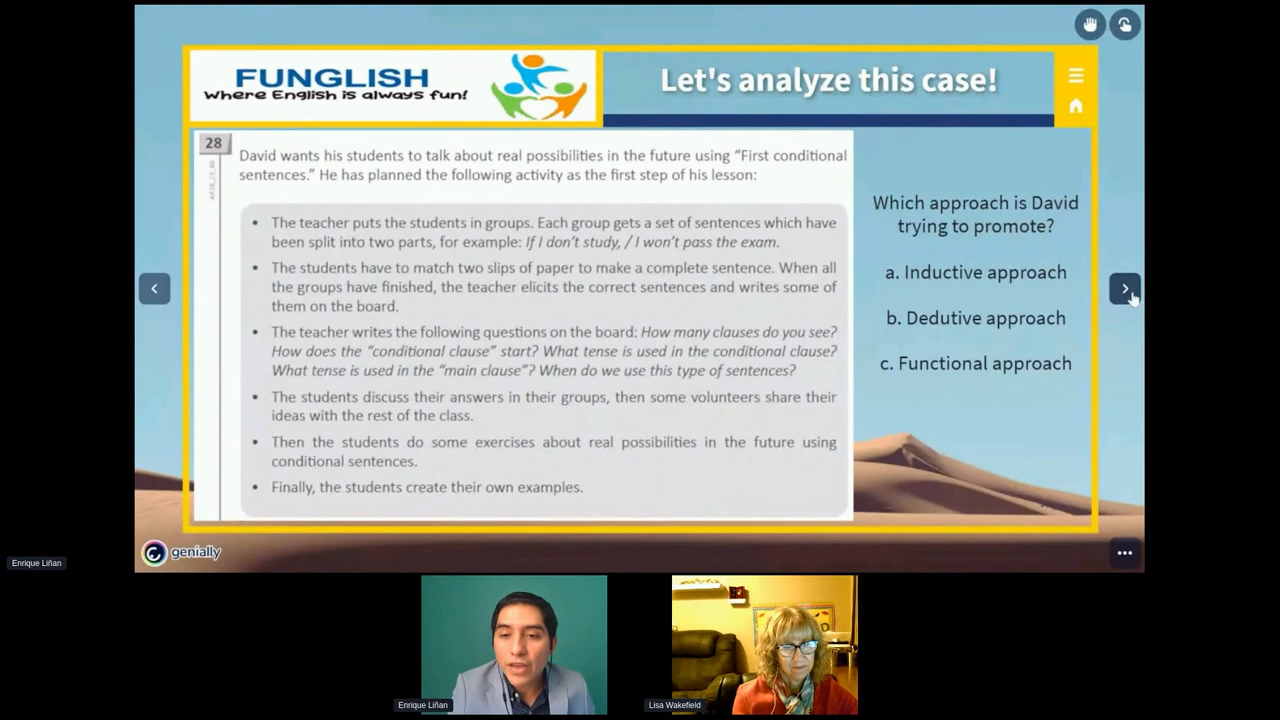 FUNGLISH
Where English is always fun!
Let's analyze this case!
28
David wants his students to talk about real possibilities in the future using “First conditional
sentences.” He has planned the following activity as the first step of his lesson:
• The teacher puts the students in groups. Each group gets a set of sentences which have
been split into two parts, for example: If I don’t study, / I won’t pass the exam.
• The students have to match two slips of paper to make a complete sentence. When all
the groups have finished, the teacher elicits the correct sentences and writes some of
them on the board.
• The teacher writes the following questions on the board: How many clauses do you see?
How does the “conditional clause” start? What tense is used in the conditional clause?
What tense is used in the “main clause”? When do we use this type of sentences?
• The students discuss their answers in their groups, then some volunteers share their
ideas with the rest of the class.
• Then the students do some exercises about real possibilities in the future using
conditional sentences.
• Finally, the students create their own examples.
Which approach is David
trying to promote?
a. Inductive approach
b. Dedutive approach
c. Functional approach
genially
Enrique Liñan
Enrique Liñan
Lisa Wakefield